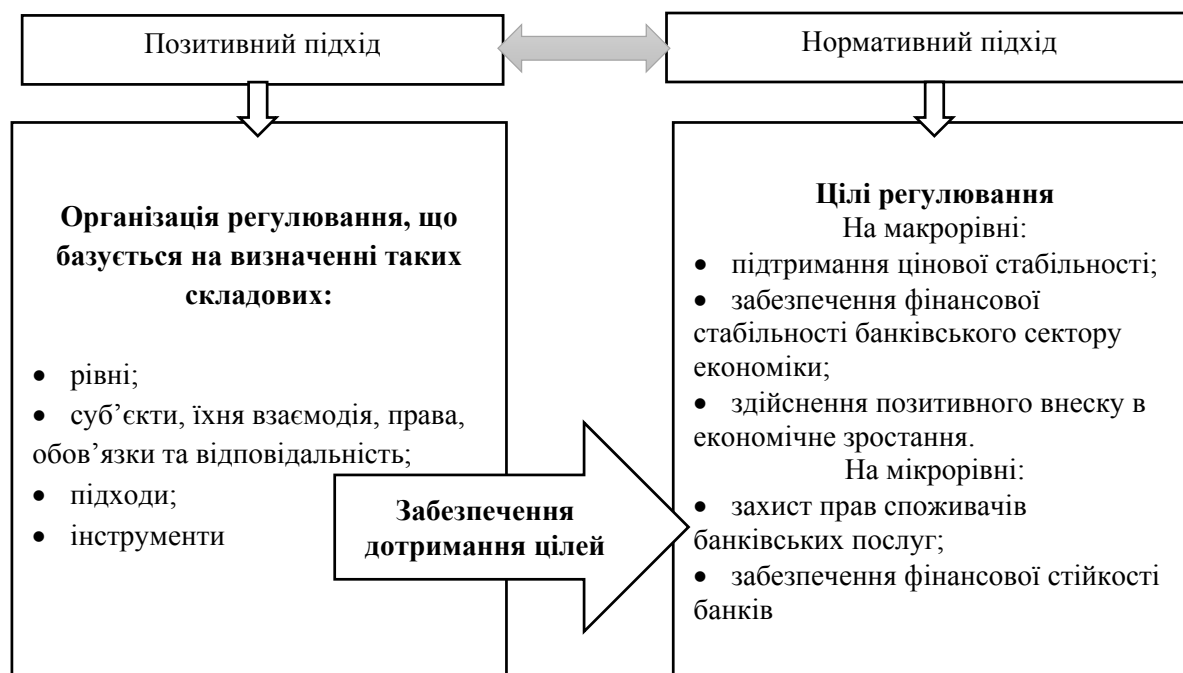 Позитивний підхід
Нормативний підхід
Організація регулювання, що
базується на визначенні таких
складових:
• рівні;
• суб’єкти, їхня взаємодія, права,
обов’язки та відповідальність;
• підходи;
• інструменти
Забезпечення
дотримання цілей
Цілі регулювання
На макрорівні:
• підтримання цінової стабільності;
• забезпечення фінансової
стабільності банківського сектору
економіки;
• здійснення позитивного внеску в
економічне зростання.
На мікрорівні:
• захист прав споживачів
банківських послуг;
• забезпечення фінансової стійкості
банків